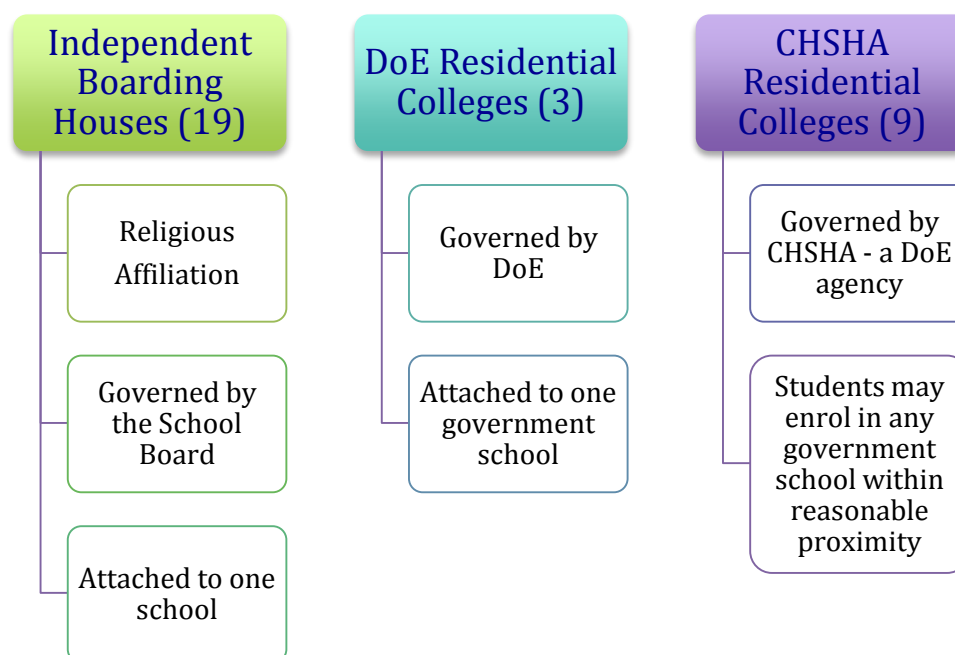 Independent
Boarding
Houses (19)
Religious
Affiliation
Governed by
the School
Board
Attached to one
school
DoE Residential
Colleges (3)
Governed by
DoE
Attached to one
government
school
CHSHA
Residential
Colleges (9)
Governed by
CHSHA - a DoE
agency
Students may
enrol in any
government
school within
reasonable
proximity